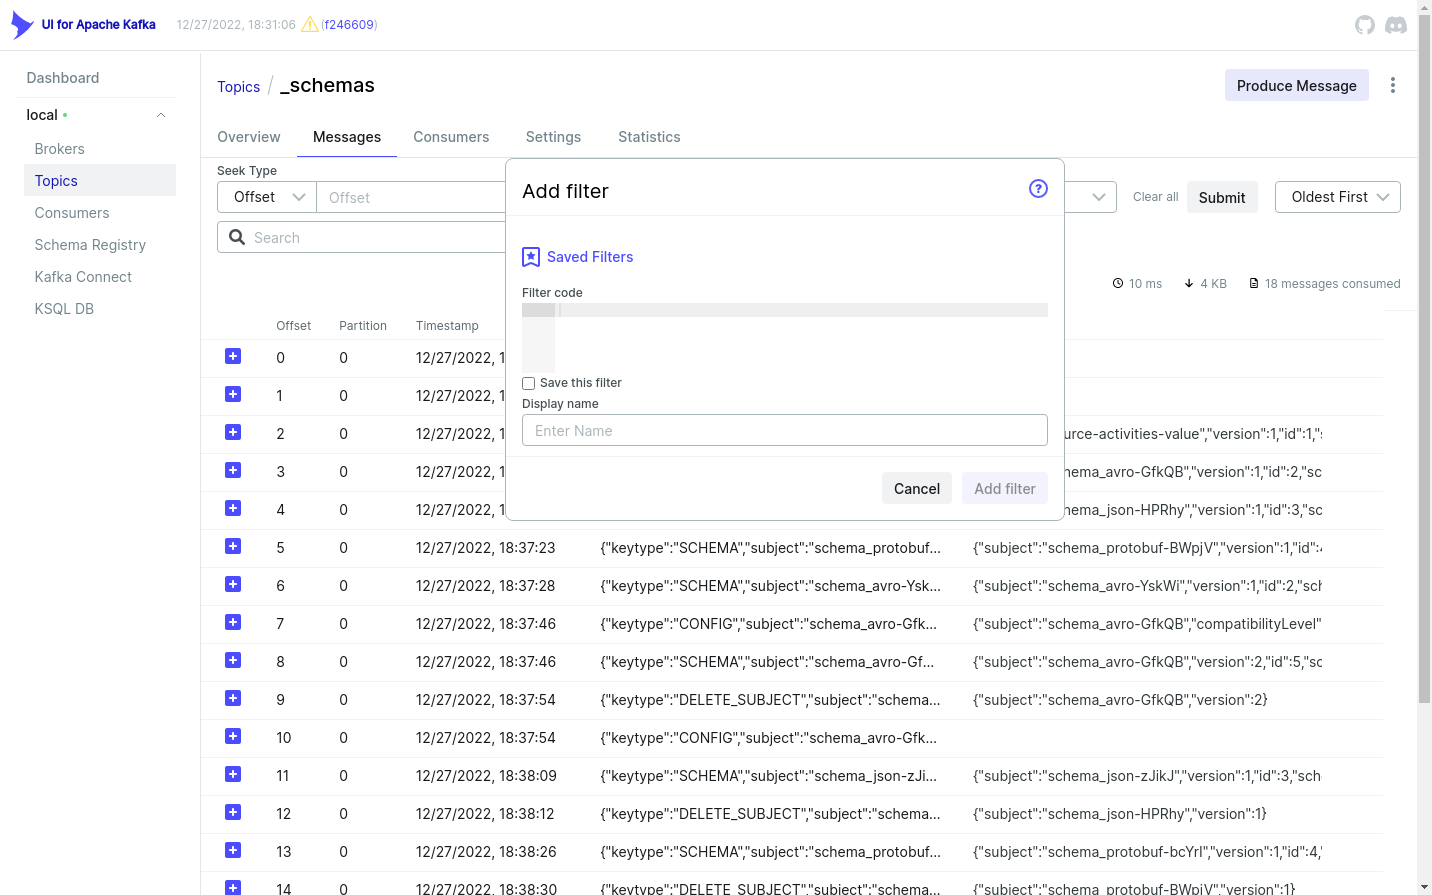 UI for Apache Kafka 12/27/2022, 18:31:06 (f246609)
Dashboard
local
Brokers
Topics
Consumers
Schema Registry
Kafka Connect
KSQL DB
Topics / _schemas
Produce Message
Overview Messages Consumers Settings Statistics
Seek Type
Offset Offset
Clear all Submit Oldest First
Search
10 ms 4 KB 18 messages consumed
Add filter
?
Saved Filters
Filter code
Save this filter
Display name
Enter Name
Cancel Add filter
Offset Partition Timestamp
0 0 12/27/2022, 1
1 0 12/27/2022, 1
2 0 12/27/2022, 1 urce-activities-value","version":1,"id":1,"
3 0 12/27/2022, 1 nema_avro-GfkQB","version":1,"id":2,"sc
4 0 12/27/2022, 1 nema_json-HPRhy","version":1,"id":3,"sc
5 0 12/27/2022, 18:37:23 {"keytype":"SCHEMA","subject":"schema_protobuf... {"subject":"schema_protobuf-BWpjV","version":1,"id":
6 0 12/27/2022, 18:37:28 {"keytype":"SCHEMA","subject":"schema_avro-Ysk... {"subject":"schema_avro-YskWi","version":1,"id":2,"sch
7 0 12/27/2022, 18:37:46 {"keytype":"CONFIG","subject":"schema_avro-Gfk... {"subject":"schema_avro-GfkQB","compatibilityLevel"
8 0 12/27/2022, 18:37:46 {"keytype":"SCHEMA","subject":"schema_avro-Gf... {"subject":"schema_avro-GfkQB","version":2,"id":5,"sc
9 0 12/27/2022, 18:37:54 {"keytype":"DELETE_SUBJECT","subject":"schema... {"subject":"schema_avro-GfkQB","version":2}
10 0 12/27/2022, 18:37:54 {"keytype":"CONFIG","subject":"schema_avro-Gfk...
11 0 12/27/2022, 18:38:09 {"keytype":"SCHEMA","subject":"schema_json-zJi... {"subject":"schema_json-zJikJ","version":1,"id":3,"sch
12 0 12/27/2022, 18:38:12 {"keytype":"DELETE_SUBJECT","subject":"schema... {"subject":"schema_json-HPRhy","version":1}
13 0 12/27/2022, 18:38:26 {"keytype":"SCHEMA","subject":"schema_protobuf... {"subject":"schema_protobuf-bcYrI","version":1,"id":4,
14 0 12/27/2022, 18:38:30 {"keytype":"DELETE_SUBJECT","subject":"schema... {"subject":"schema_protobuf-BWpjV","version":1}